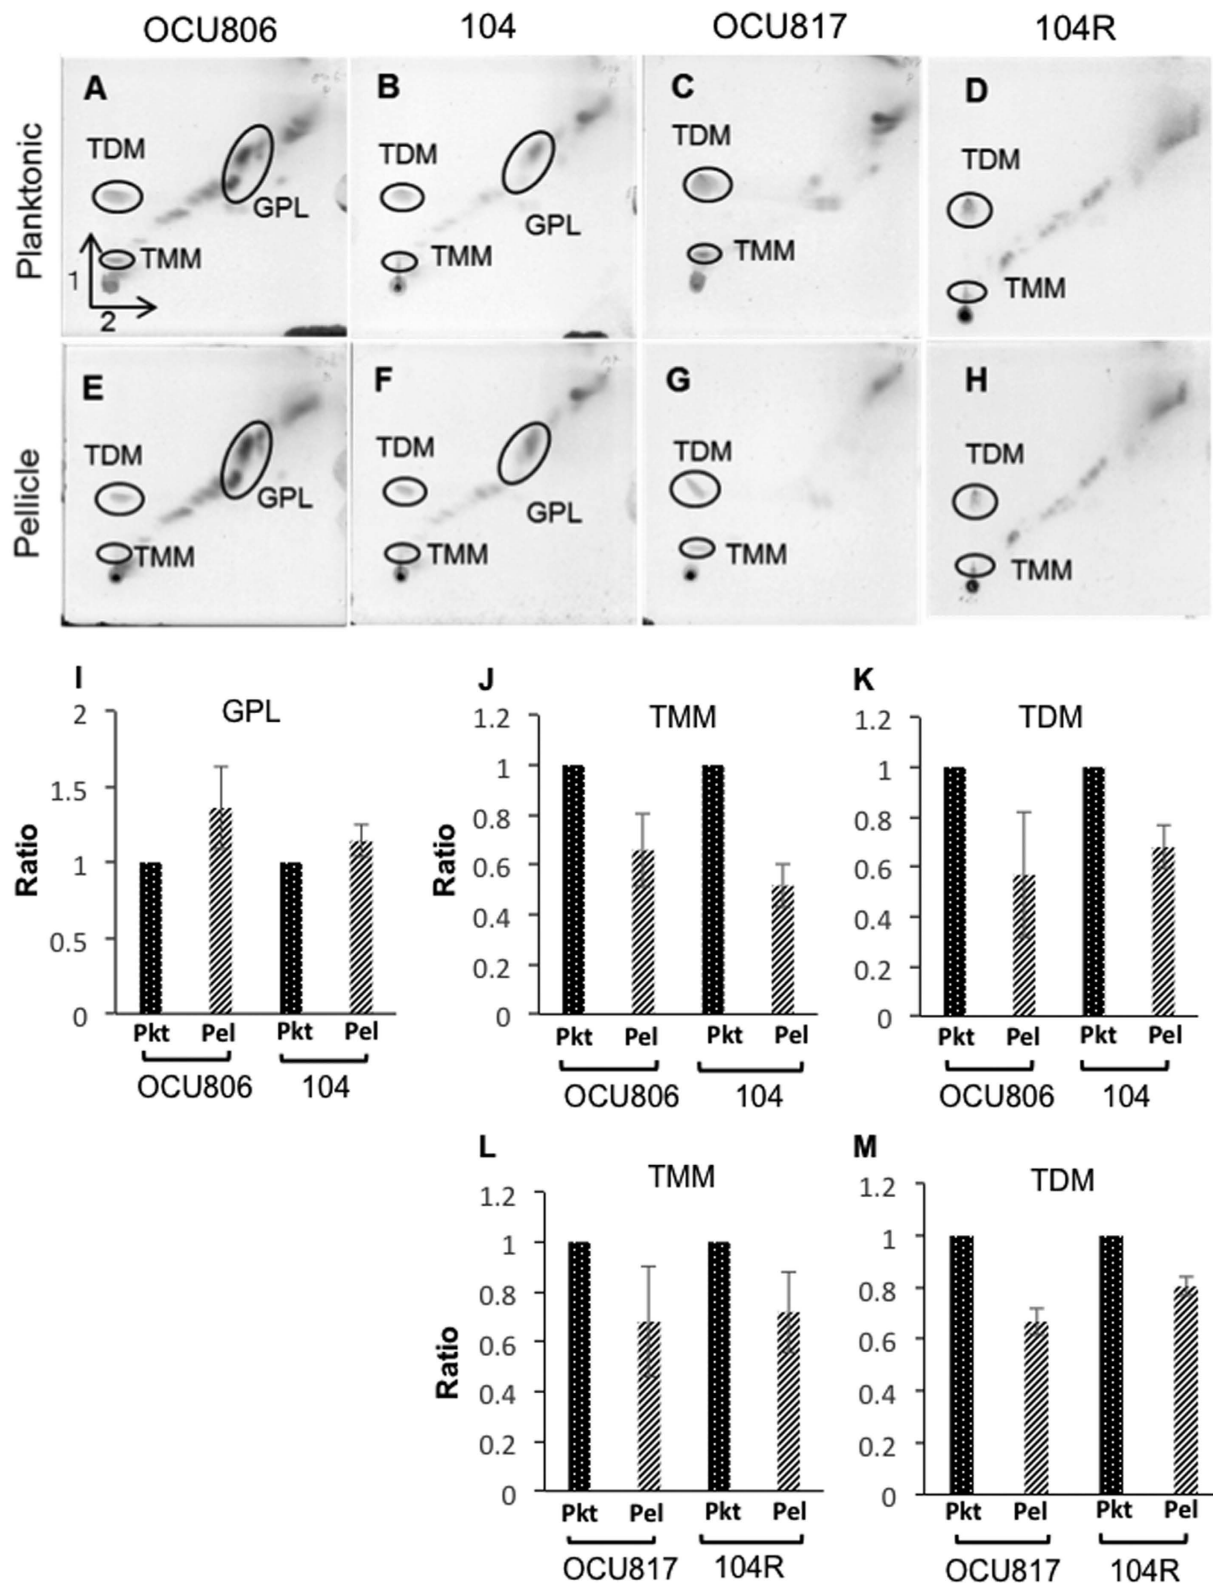 OCU806 104 OCU817 104R
Planktonic
A B C D
TDM TDM TDM TDM
GPL GPL
TMM TMM TMM TMM
1
2
Pellicle
E F G H
TDM TDM TDM TDM
GPL GPL
TMM TMM TMM TMM
I
GPL
Ratio
2
1.5
1
0.5
0
Pkt Pel Pkt Pel
OCU806 104
J
TMM
Ratio
1.2
1
0.8
0.6
0.4
0.2
0
Pkt Pel Pkt Pel
OCU806 104
K
TDM
1.2
1
0.8
0.6
0.4
0.2
0
Pkt Pel Pkt Pel
OCU806 104
L
TMM
Ratio
1.2
1
0.8
0.6
0.4
0.2
0
Pkt Pel Pkt Pel
OCU817 104R
M
TDM
1.2
1
0.8
0.6
0.4
0.2
0
Pkt Pel Pkt Pel
OCU817 104R